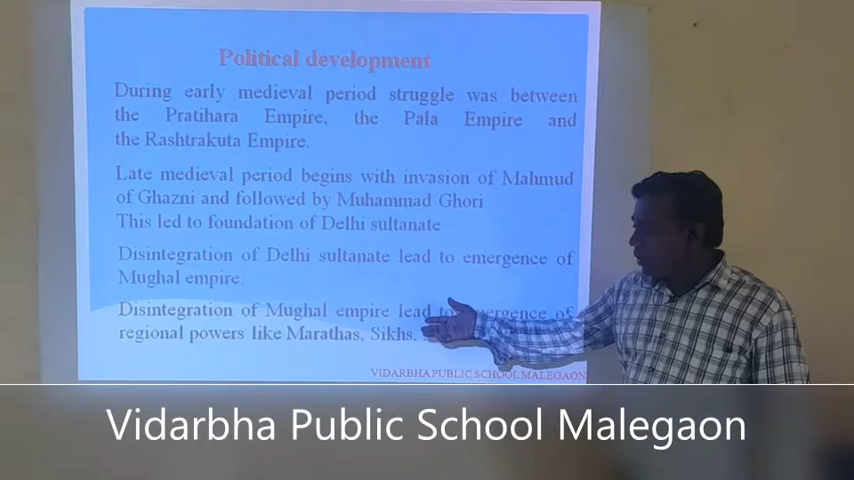 Political development
During early medieval period struggle was between
the Pratihara Empire, the Pala Empire and
the Rashtrakuta Empire.
Late medieval period begins with invasion of Mahmud
of Ghazni and followed by Muhammad Ghori
This led to foundation of Delhi sultanate
Disintegration of Delhi sultanate lead to emergence of
Mughal empire.
Disintegration of Mughal empire lead to emergence of
regional powers like Marathas, Sikhs,
VIDARBHA PUBLIC SCHOOL MALEGAON
Vidarbha Public School Malegaon